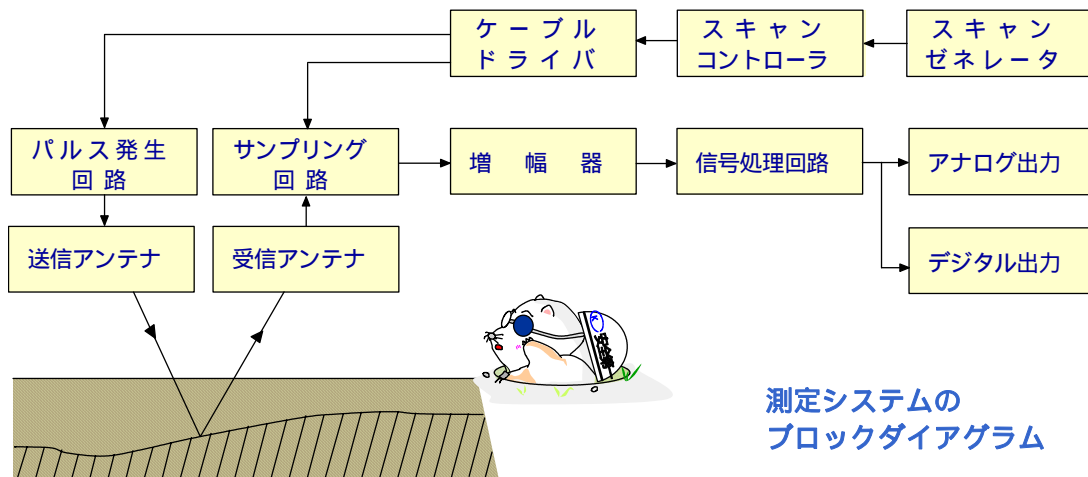 ケーブル
ドライバ
スキャン
コントローラ
スキャン
ゼネレータ
パルス発生
回路
サンプリング
回路
増幅器
信号処理回路
アナログ出力
送信アンテナ
受信アンテナ
デジタル出力
K
安全第一
測定システムの
ブロックダイアグラム